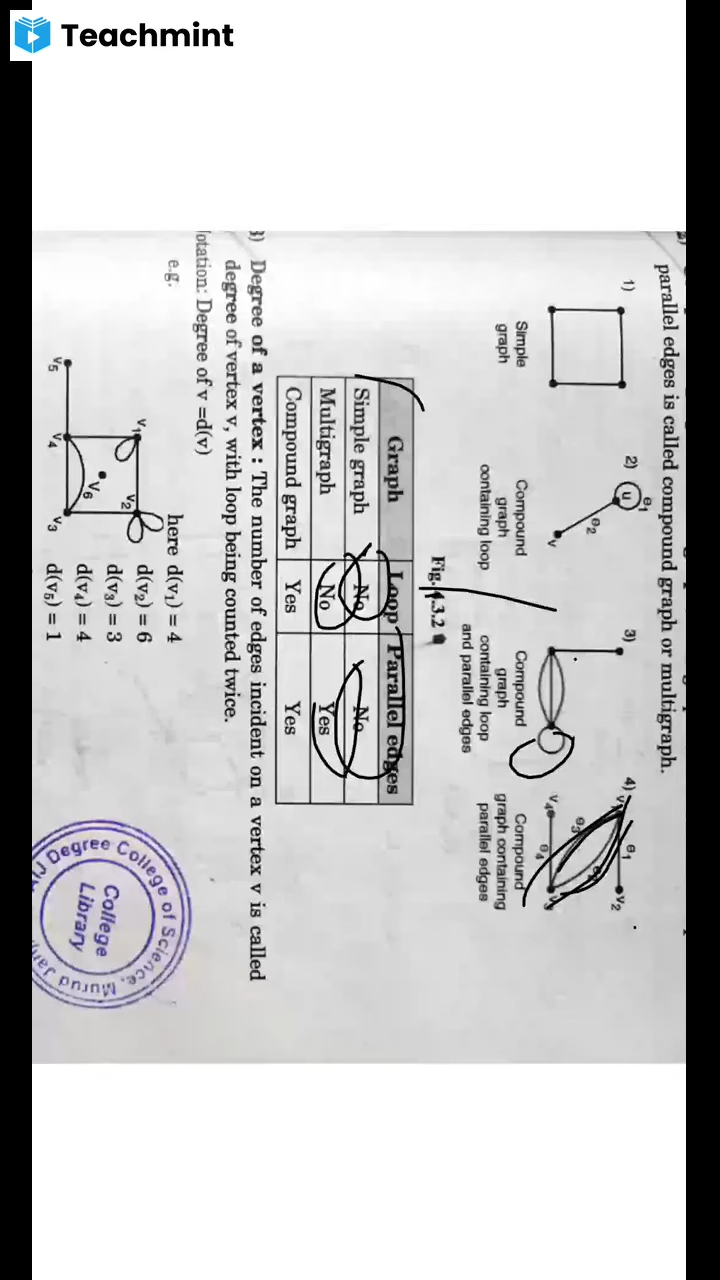 Teachmint
parallel edges is called compound graph or multigraph.
1)
2)
3)
4)
e₁
u
e₂
v
e₁
v₂
e₃
v₄
e₄
Simple
graph
Compound
graph
containing loop
Compound
graph
containing loop
and parallel edges
Compound
graph containing
parallel edges
Fig. 4.3.2
Graph Loop Parallel edges
Simple graph No No
Multigraph No Yes
Compound graph Yes Yes
3) Degree of a vertex : The number of edges incident on a vertex v is called
degree of vertex v, with loop being counted twice.
otation: Degree of v =d(v)
e.g.
v₁
v₂
v₆
v₅
v₄
v₃
here d(v₁) = 4
d(v₂) = 6
d(v₃) = 3
d(v₄) = 4
d(v₅) = 1
Degree College of Science, Murud Janj
College
Library